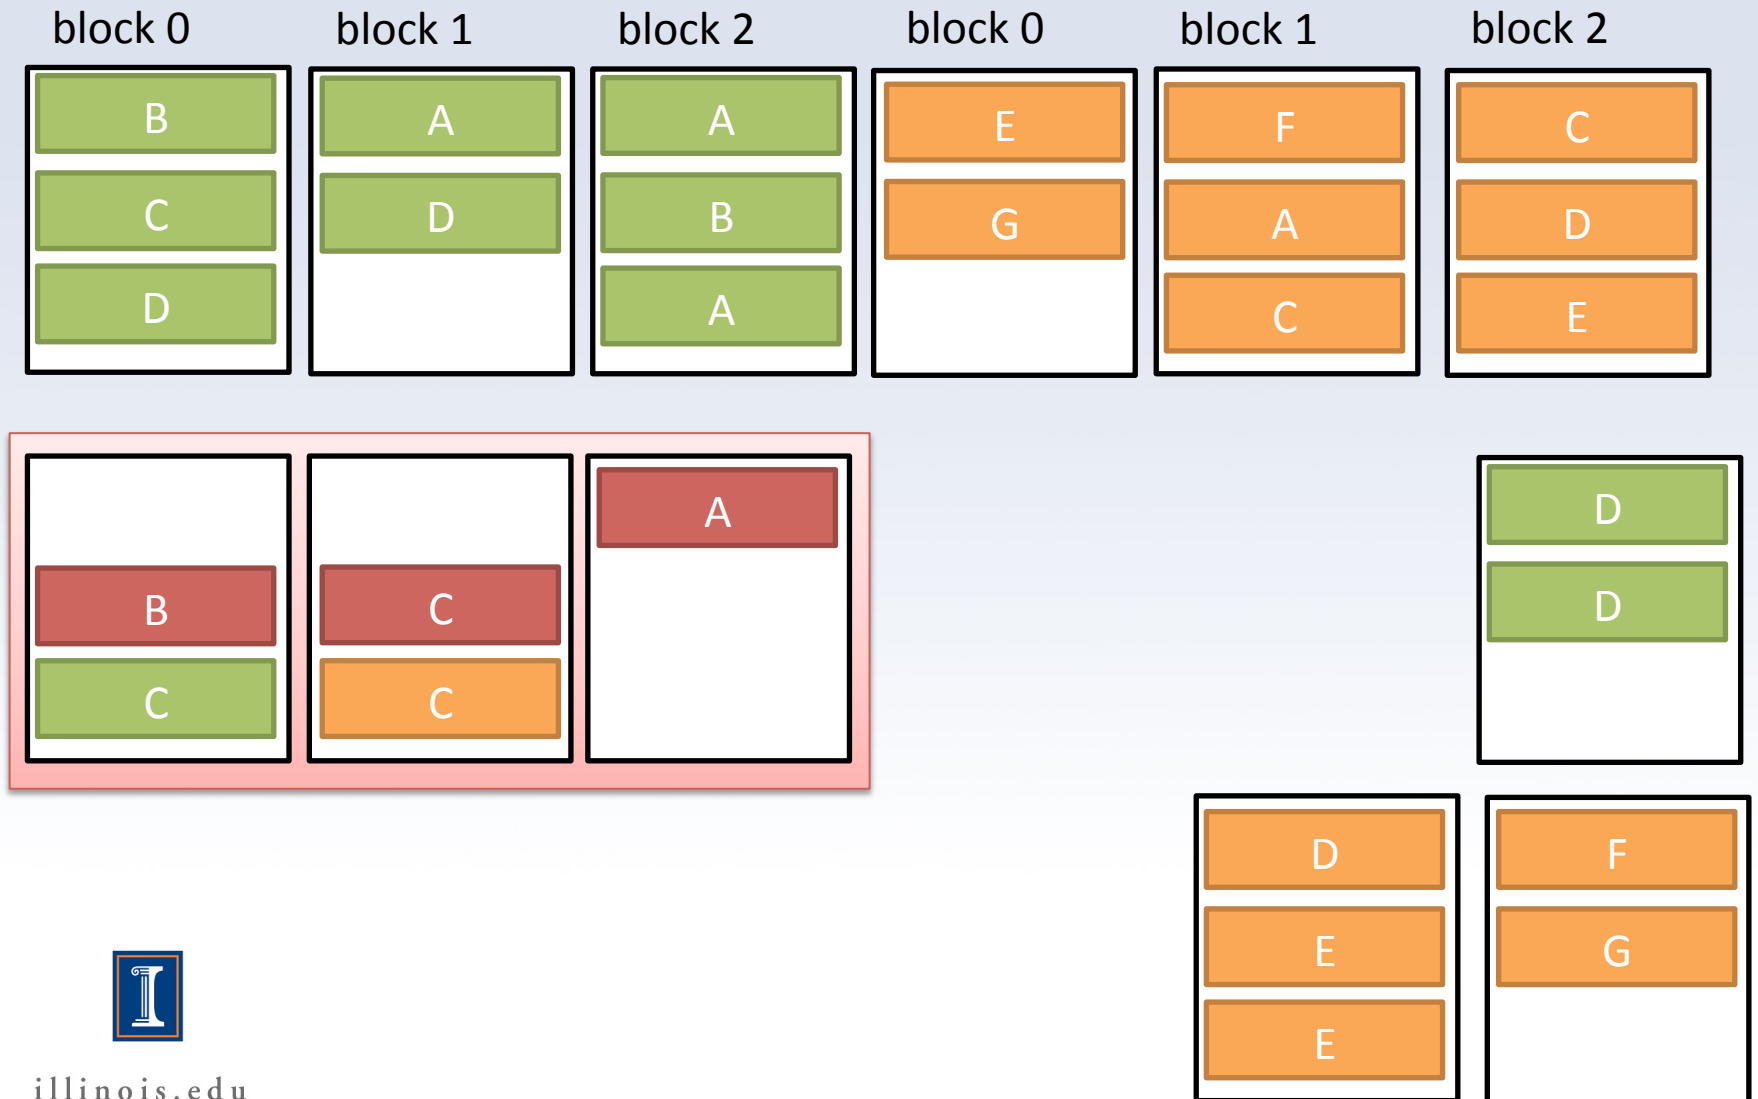 block 0 block 1 block 2 block 0 block 1 block 2
B A A E F C
C D B G A D
D A C E
A D
B C D
C C
D F
E G
E
illinois.edu